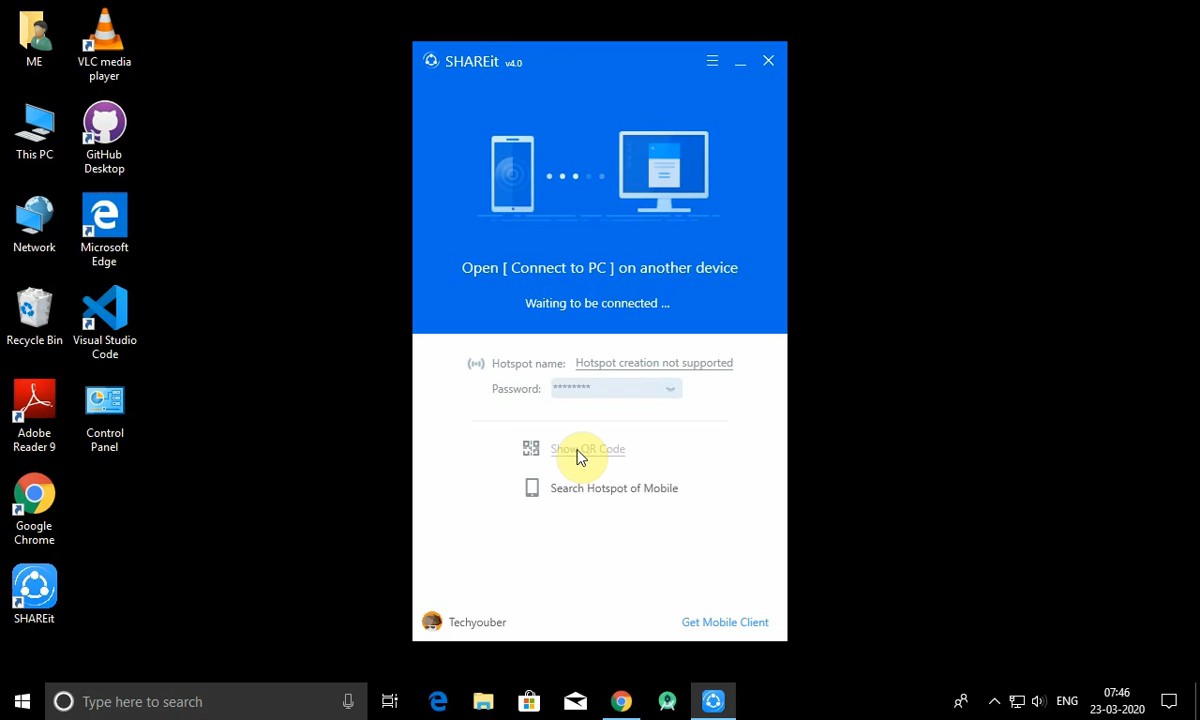 ME
VLC media
player
This PC
GitHub
Desktop
Network
Microsoft
Edge
Recycle Bin
Visual Studio
Code
Adobe
Reader 9
Control
Panel
Google
Chrome
SHAREit
SHAREit v4.0
Open [ Connect to PC ] on another device
Waiting to be connected ...
Hotspot name: Hotspot creation not supported
Password: ********
Show QR Code
Search Hotspot of Mobile
Techyouber
Get Mobile Client
Type here to search
ENG
07:46
23-03-2020